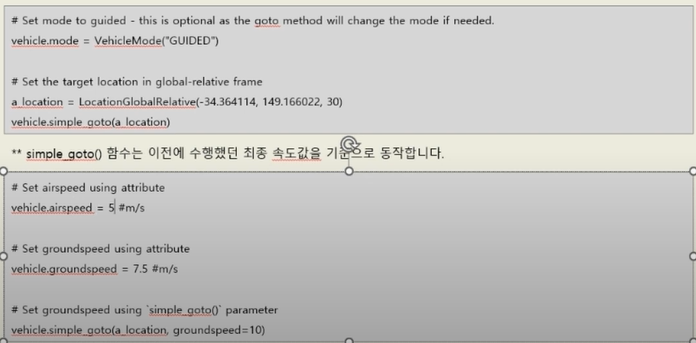 # Set mode to guided - this is optional as the goto method will change the mode if needed.
vehicle.mode = VehicleMode("GUIDED")
# Set the target location in global-relative frame
a_location = LocationGlobalRelative(-34.364114, 149.166022, 30)
vehicle.simple_goto(a_location)
** simple_goto() 함수는 이전에 수행했던 최종 속도값을 기준으로 동작합니다.
# Set airspeed using attribute
vehicle.airspeed = 5 #m/s
# Set groundspeed using attribute
vehicle.groundspeed = 7.5 #m/s
# Set groundspeed using `simple_goto()` parameter
vehicle.simple_goto(a_location, groundspeed=10)